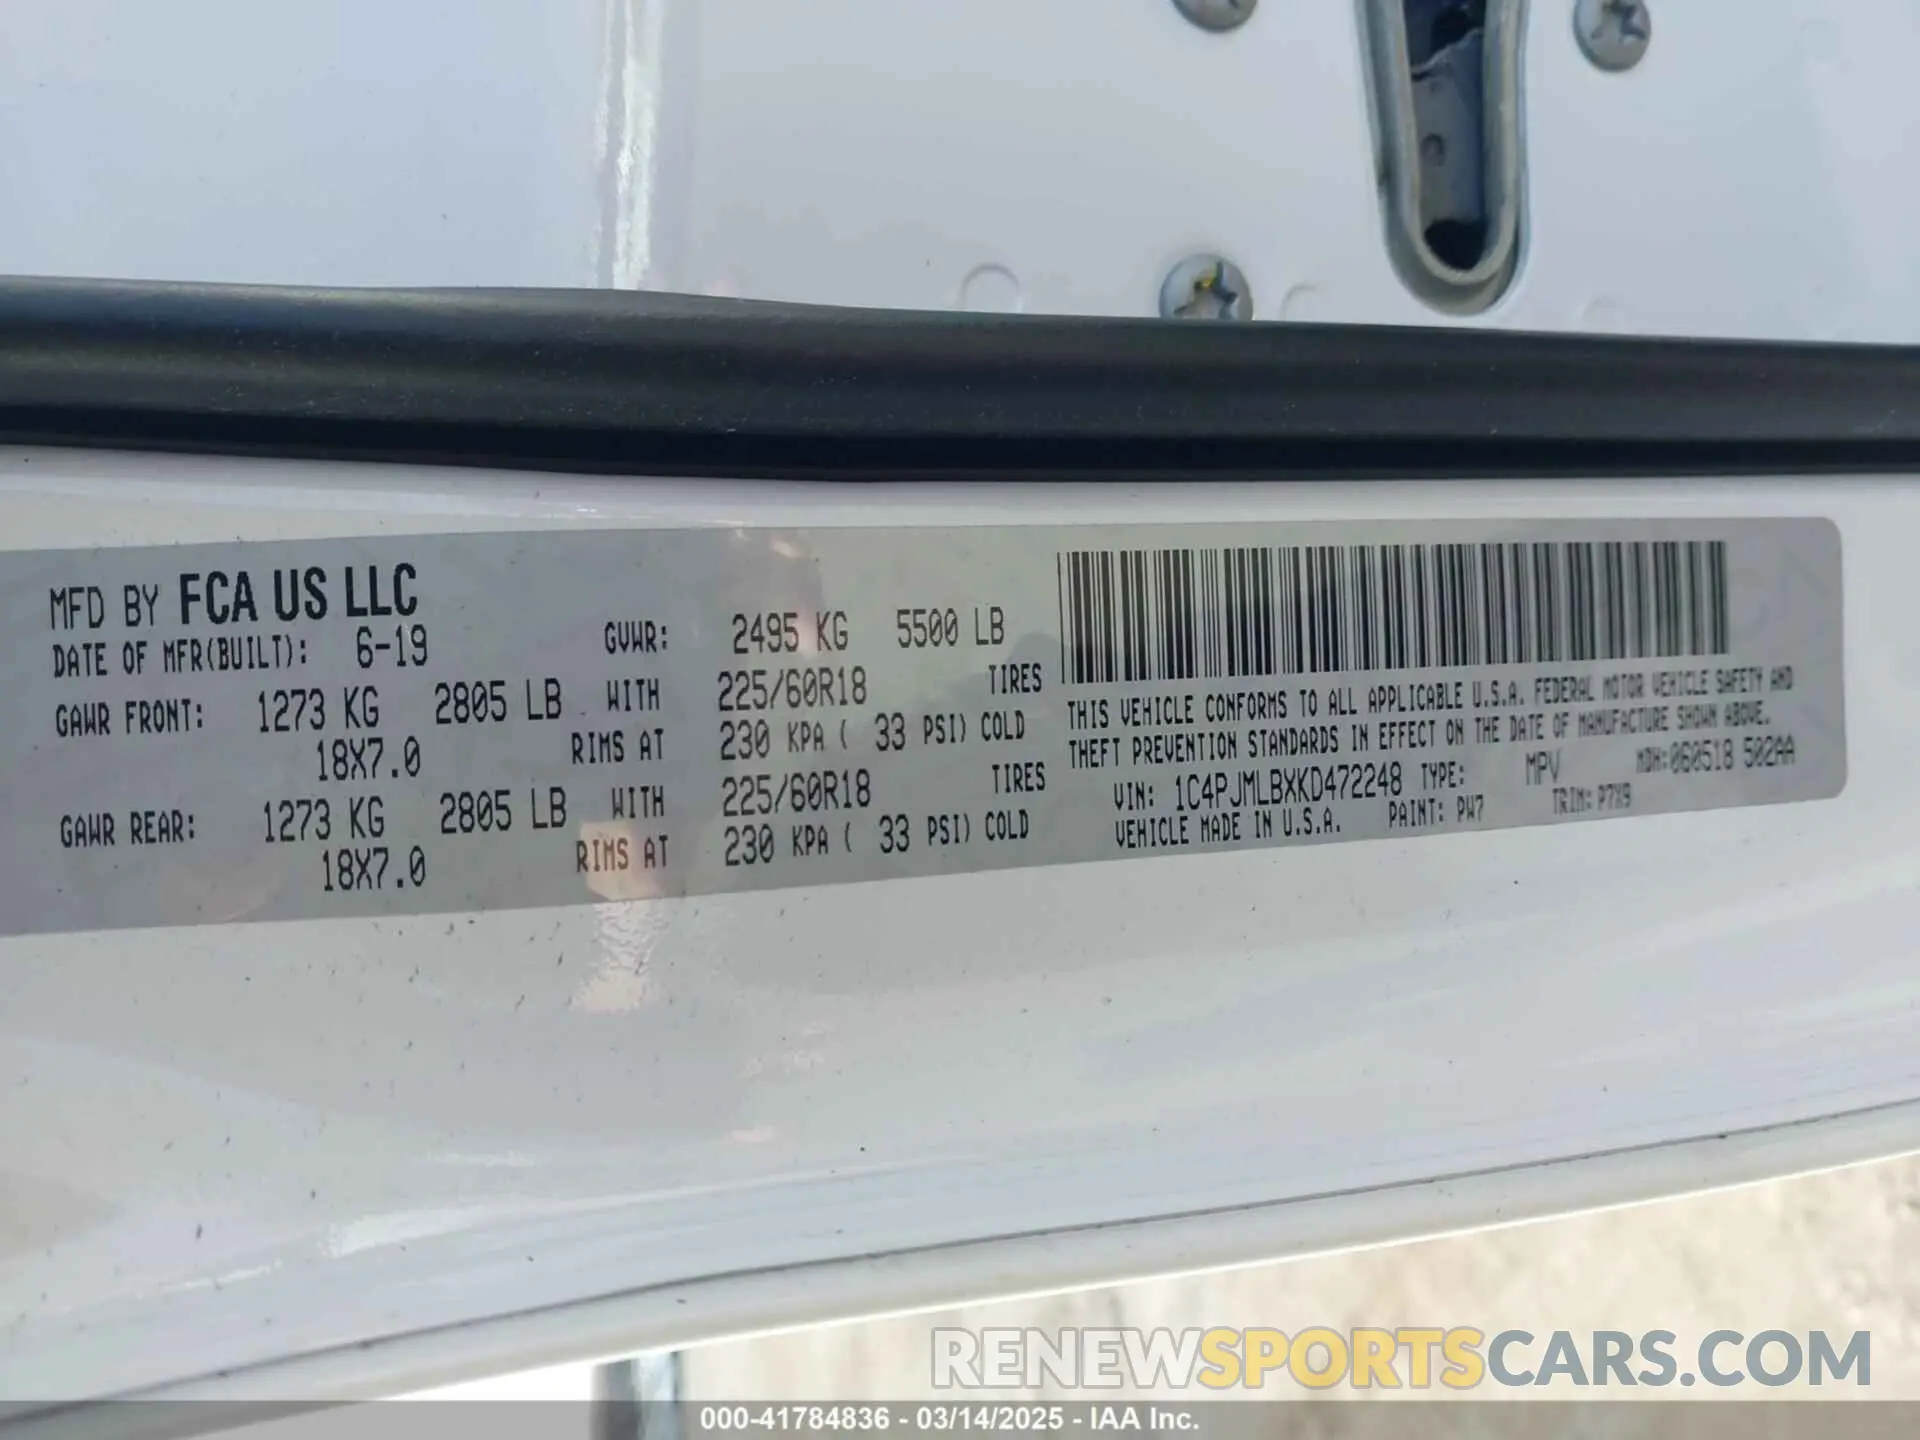 MFD BY FCA US LLC
DATE OF MFR(BUILT): 6-19 GVWR: 2495 KG 5500 LB
GAWR FRONT: 1273 KG 2805 LB WITH 225/60R18 TIRES
18X7.0 RIMS AT 230 KPA ( 33 PSI) COLD
GAWR REAR: 1273 KG 2805 LB WITH 225/60R18 TIRES
18X7.0 RIMS AT 230 KPA ( 33 PSI) COLD
THIS VEHICLE CONFORMS TO ALL APPLICABLE U.S.A. FEDERAL MOTOR VEHICLE SAFETY AND
THEFT PREVENTION STANDARDS IN EFFECT ON THE DATE OF MANUFACTURE SHOWN ABOVE.
VIN: 1C4PJMLBXKD472248 TYPE: MPV MDH:060518 502AA
VEHICLE MADE IN U.S.A. PAINT: PW7 TRIM: P7X9
RENEWSPORTSCARS.COM
000-41784836 - 03/14/2025 - IAA Inc.